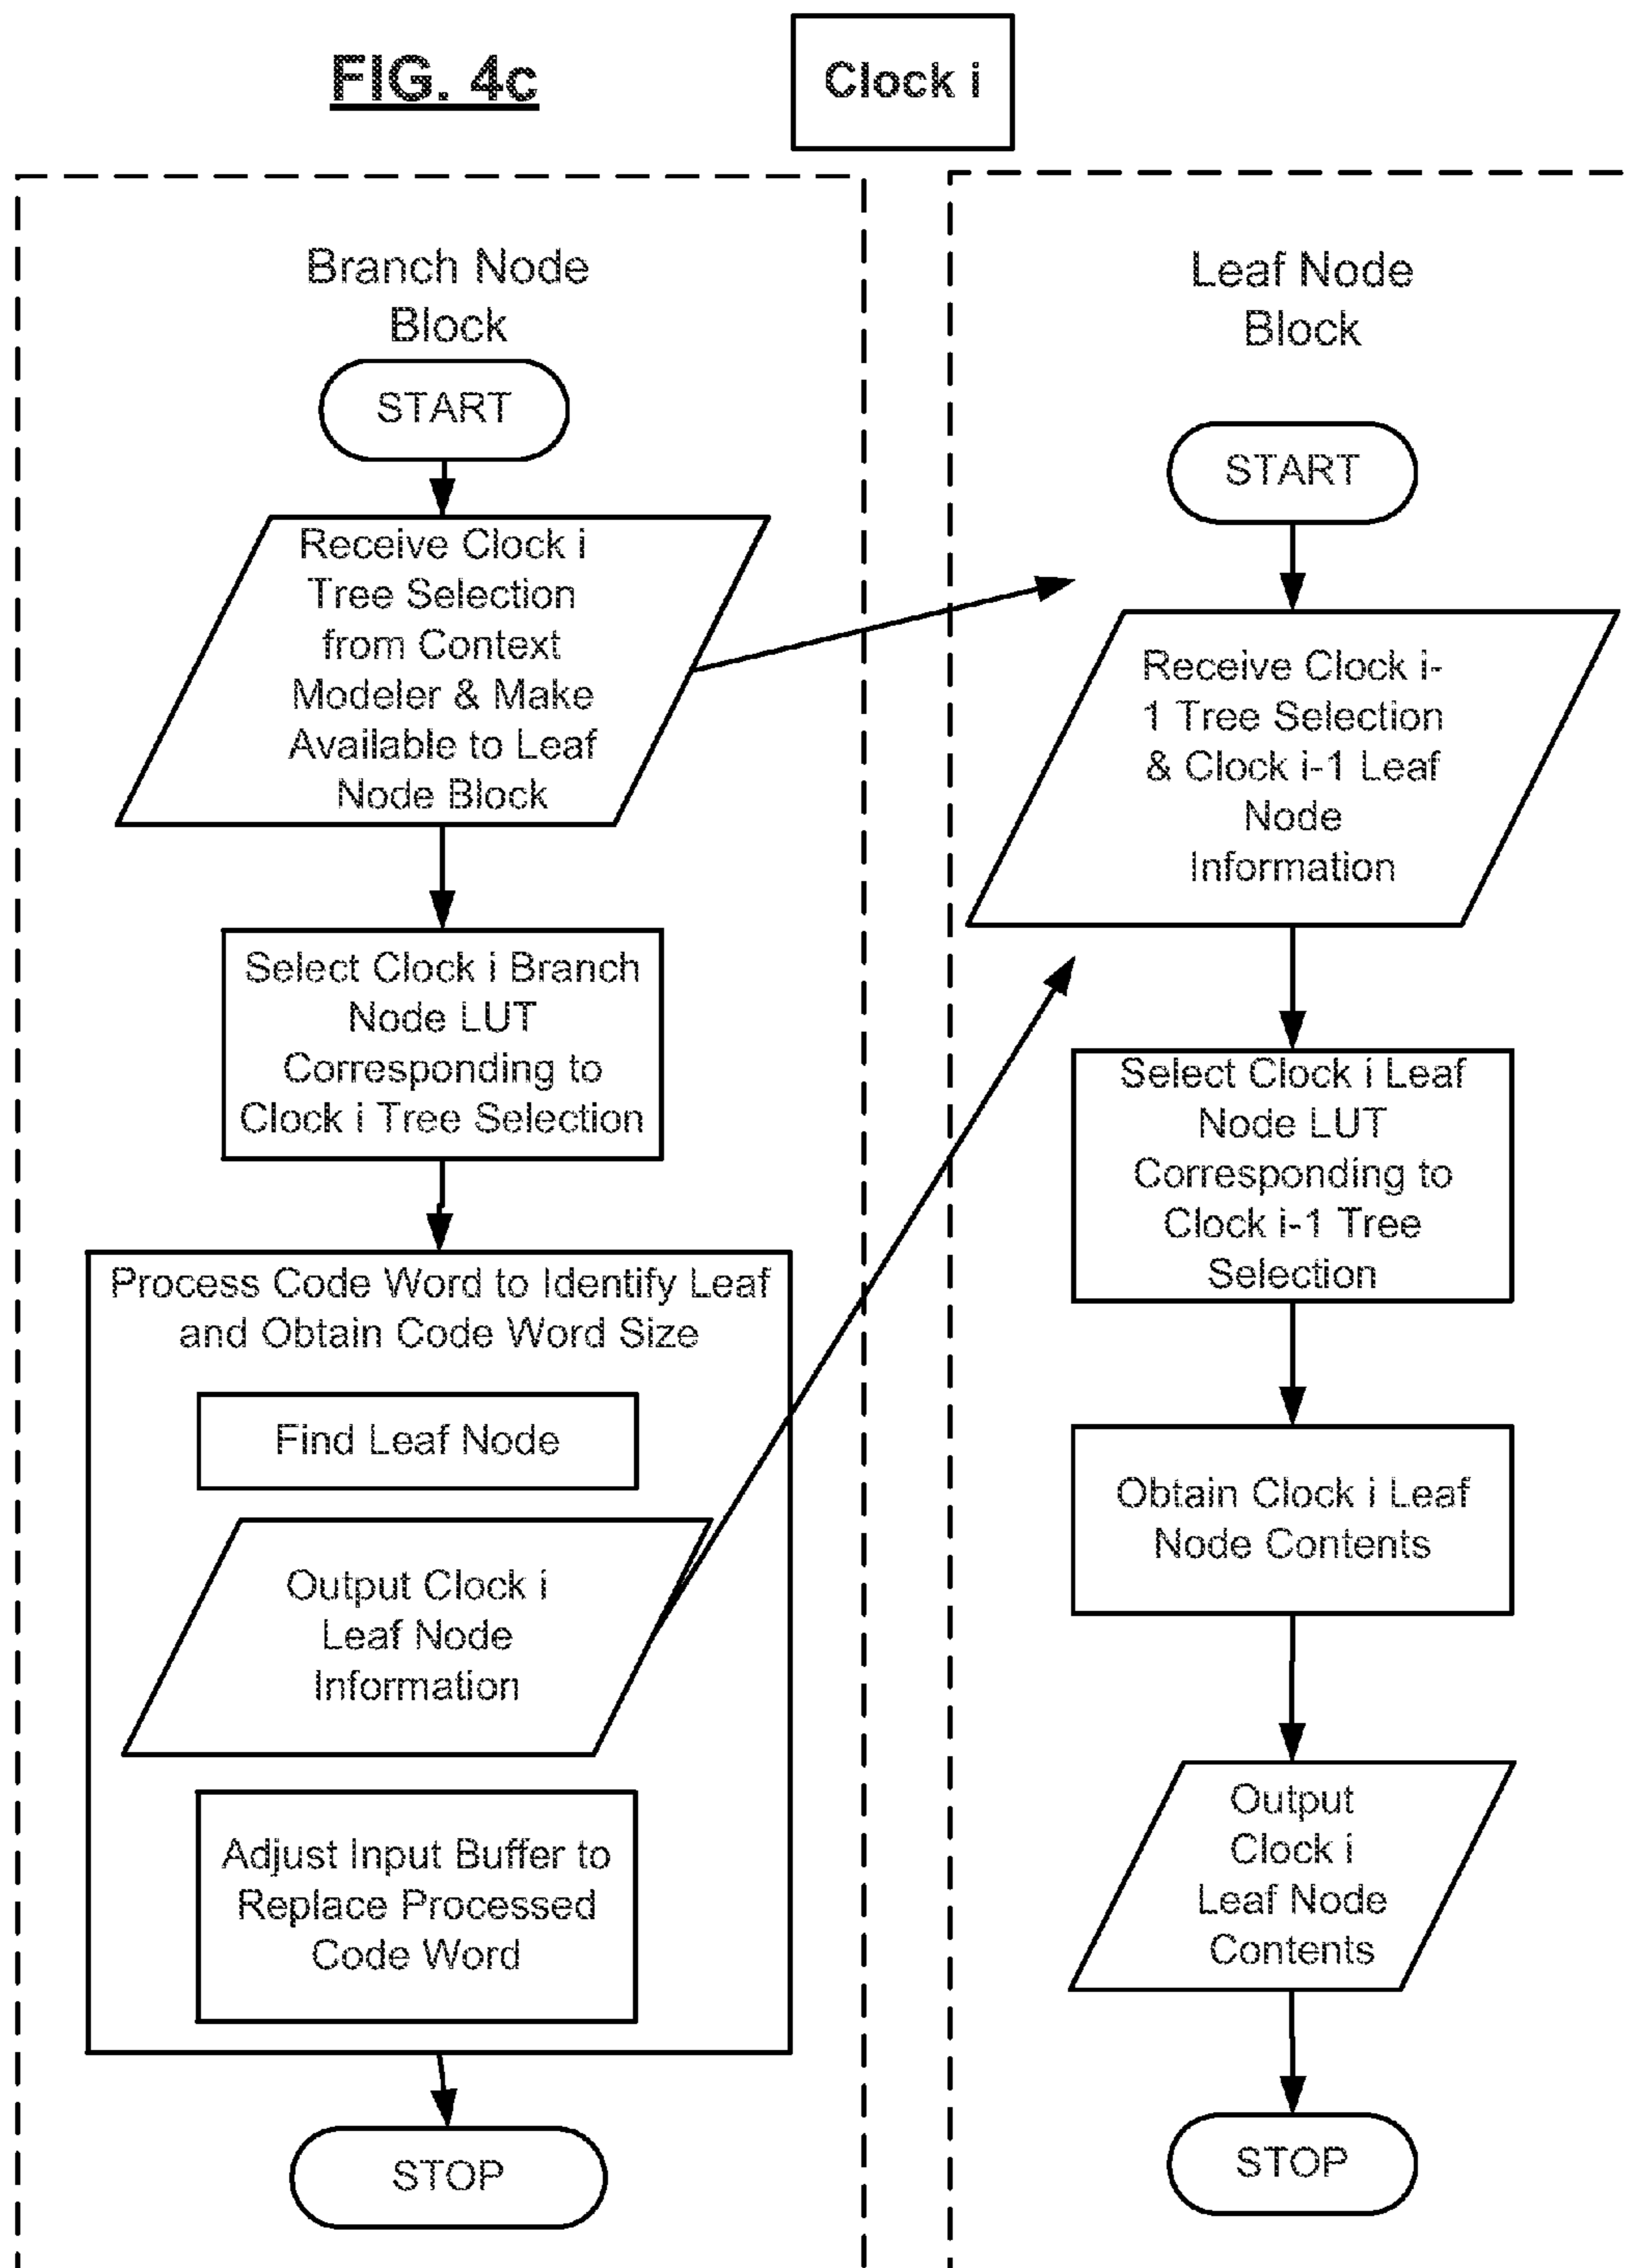 FIG. 4c
Clock i
Branch Node
Block
START
Receive Clock i
Tree Selection
from Context
Modeler & Make
Available to Leaf
Node Block
Select Clock i Branch
Node LUT
Corresponding to
Clock i Tree Selection
Process Code Word to Identify Leaf
and Obtain Code Word Size
Find Leaf Node
Output Clock i
Leaf Node
Information
Adjust Input Buffer to
Replace Processed
Code Word
STOP
Leaf Node
Block
START
Receive Clock i-
1 Tree Selection
& Clock i-1 Leaf
Node
Information
Select Clock i Leaf
Node LUT
Corresponding to
Clock i-1 Tree
Selection
Obtain Clock i Leaf
Node Contents
Output
Clock i
Leaf Node
Contents
STOP